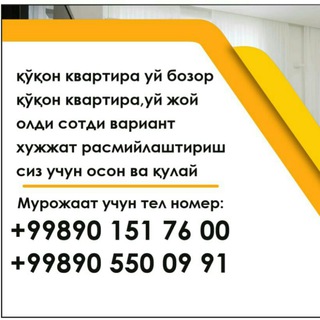 қўқон квартира уй бозор
қўқон квартира,уй жой
олди сотди вариант
хужжат расмийлаштириш
сиз учун осон ва қулай
Мурожаат учун тел номер:
+99890 151 76 00
+99890 550 09 91